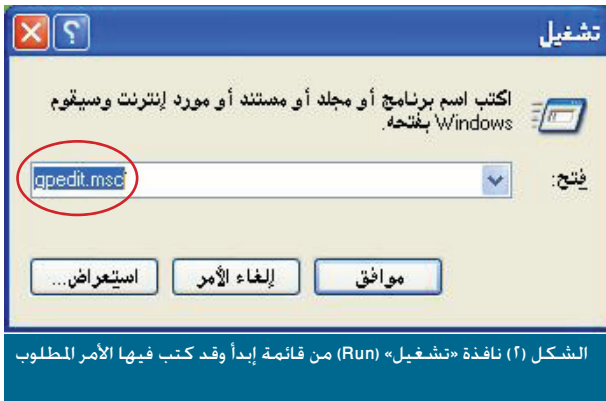 تشغيل
اكتب اسم برنامج أو مجلد أو مستند أو مورد إنترنت وسيقوم
Windows بفتحه.
فتح:
gpedit.msc
موافق
إلغاء الأمر
استعراض...
الشكل (٢) نافذة «تشغيل» (Run) من قائمة إبدأ وقد كتب فيها الأمر المطلوب